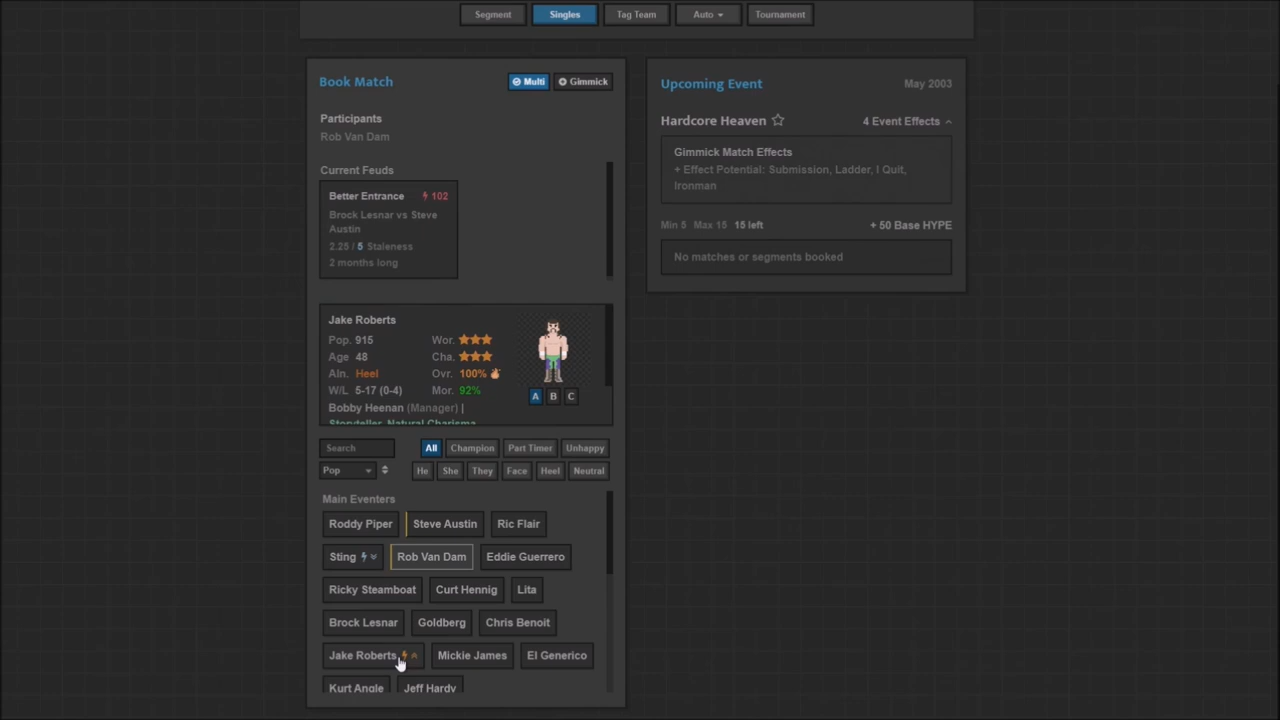 Segment Singles Tag Team Auto Tournament
Book Match
Multi Gimmick
Participants
Rob Van Dam
Current Feuds
Better Entrance 102
Brock Lesnar vs Steve
Austin
2.25 / 5 Staleness
2 months long
Jake Roberts
Pop. 915 Wor.
Age 48 Cha.
Aln. Heel Ovr. 100%
W/L 5-17 (0-4) Mor. 92%
A B C
Bobby Heenan (Manager) |
Storyteller, Natural Charisma
Search All Champion Part Timer Unhappy
Pop He She They Face Heel Neutral
Main Eventers
Roddy Piper Steve Austin Ric Flair
Sting Rob Van Dam Eddie Guerrero
Ricky Steamboat Curt Hennig Lita
Brock Lesnar Goldberg Chris Benoit
Jake Roberts Mickie James El Generico
Kurt Angle Jeff Hardy
Upcoming Event May 2003
Hardcore Heaven 4 Event Effects
Gimmick Match Effects
+ Effect Potential: Submission, Ladder, I Quit,
Ironman
Min 5 Max 15 15 left + 50 Base HYPE
No matches or segments booked